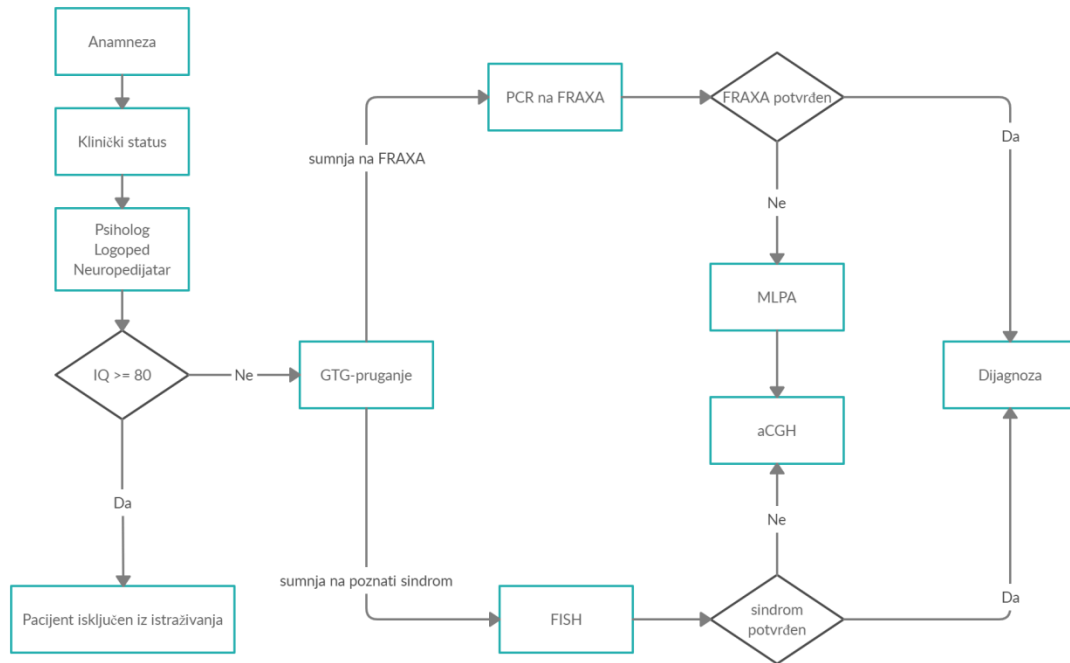 Anamneza
Klinički status
Psiholog
Logoped
Neuropedijatar
IQ >= 80
Ne
Da
Pacijent isključen iz istraživanja
GTG-pruganje
sumnja na FRAXA
PCR na FRAXA
FRAXA potvrđen
Da
Ne
MLPA
aCGH
Dijagnoza
sumnja na poznati sindrom
FISH
sindrom
potvrđen
Ne
Da